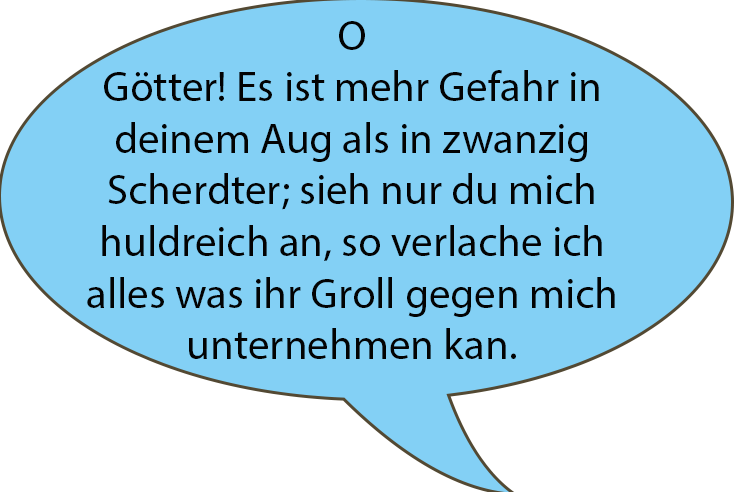 O
Götter! Es ist mehr Gefahr in
deinem Aug als in zwanzig
Scherdter; sieh nur du mich
huldreich an, so verlache ich
alles was ihr Groll gegen mich
unternehmen kan.